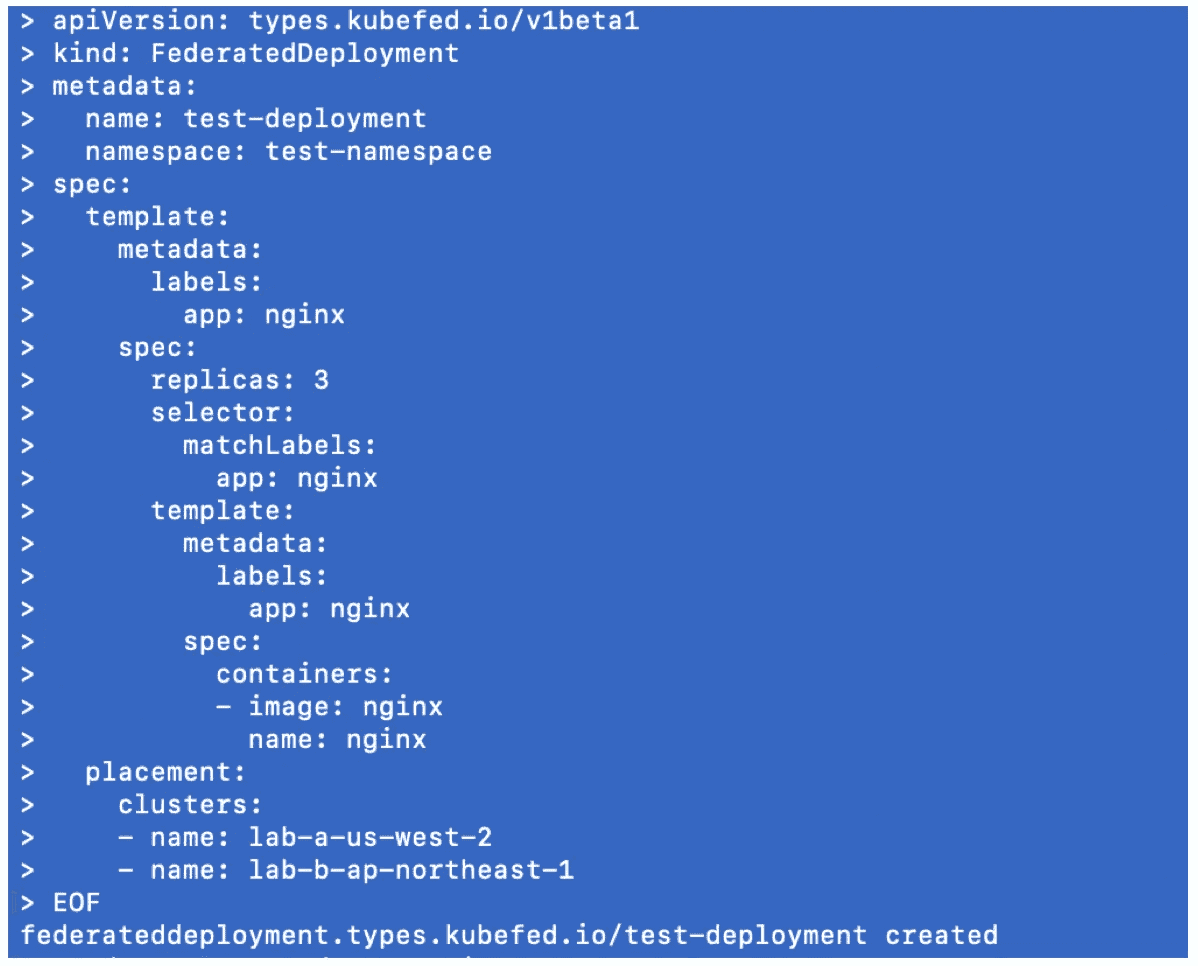 > apiVersion: types.kubefed.io/v1beta1
> kind: FederatedDeployment
> metadata:
>   name: test-deployment
>   namespace: test-namespace
> spec:
>   template:
>     metadata:
>       labels:
>         app: nginx
>     spec:
>       replicas: 3
>       selector:
>         matchLabels:
>           app: nginx
>       template:
>         metadata:
>           labels:
>             app: nginx
>         spec:
>           containers:
>           - image: nginx
>             name: nginx
>   placement:
>     clusters:
>     - name: lab-a-us-west-2
>     - name: lab-b-ap-northeast-1
> EOF
federateddeployment.types.kubefed.io/test-deployment created